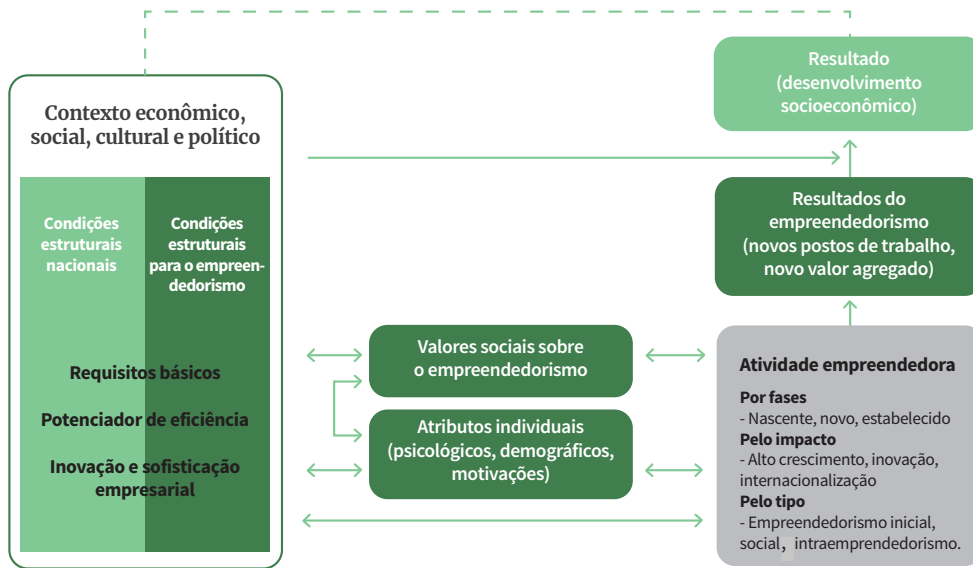 Contexto econômico,
social, cultural e político
Condições
estruturais
nacionais
Condições
estruturais
para o empreen-
dedorismo
Requisitos básicos
Potenciador de eficiência
Inovação e sofisticação
empresarial
Valores sociais sobre
o empreendedorismo
Atributos individuais
(psicológicos, demográficos,
motivações)
Resultado
(desenvolvimento
socioeconômico)
Resultados do
empreendedorismo
(novos postos de trabalho,
novo valor agregado)
Atividade empreendedora
Por fases
- Nascente, novo, estabelecido
Pelo impacto
- Alto crescimento, inovação,
internacionalização
Pelo tipo
- Empreendedorismo inicial,
social, intraemprendedorismo.